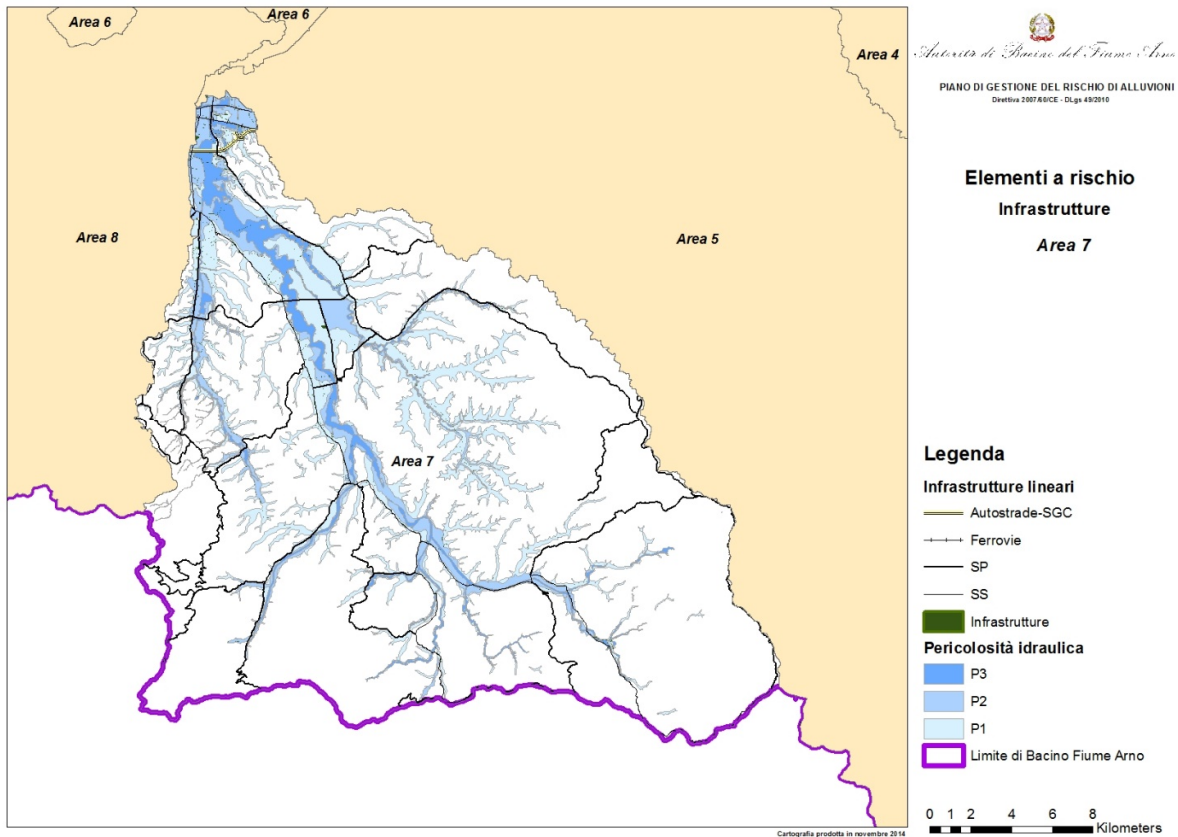 Area 6
Area 6
Area 4
Area 8
Area 5
Area 7
Autorità di Bacino del Fiume Arno
PIANO DI GESTIONE DEL RISCHIO DI ALLUVIONI
Direttiva 2007/60/CE - DLgs 49/2010
Elementi a rischio
Infrastrutture
Area 7
Legenda
Infrastrutture lineari
Autostrade-SGC
Ferrovie
SP
SS
Infrastrutture
Pericolosità idraulica
P3
P2
P1
Limite di Bacino Fiume Arno
0 1 2 4 6 8
Kilometers
Cartografia prodotta in novembre 2014